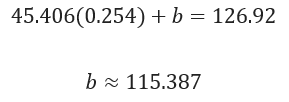 45.406(0.254) + b = 126.92
b ≈ 115.387